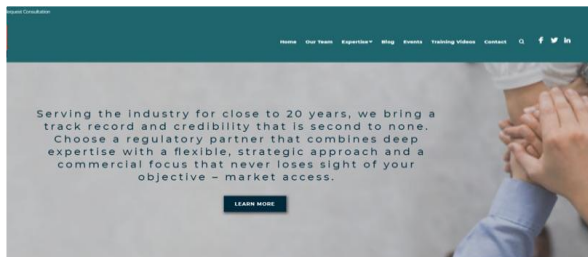 Request Consultation
Home Our Team Expertise Blog Events Training Videos Contact
Serving the industry for close to 20 years, we bring a
track record and credibility that is second to none.
Choose a regulatory partner that combines deep
expertise with a flexible, strategic approach and a
commercial focus that never loses sight of your
objective – market access.
LEARN MORE